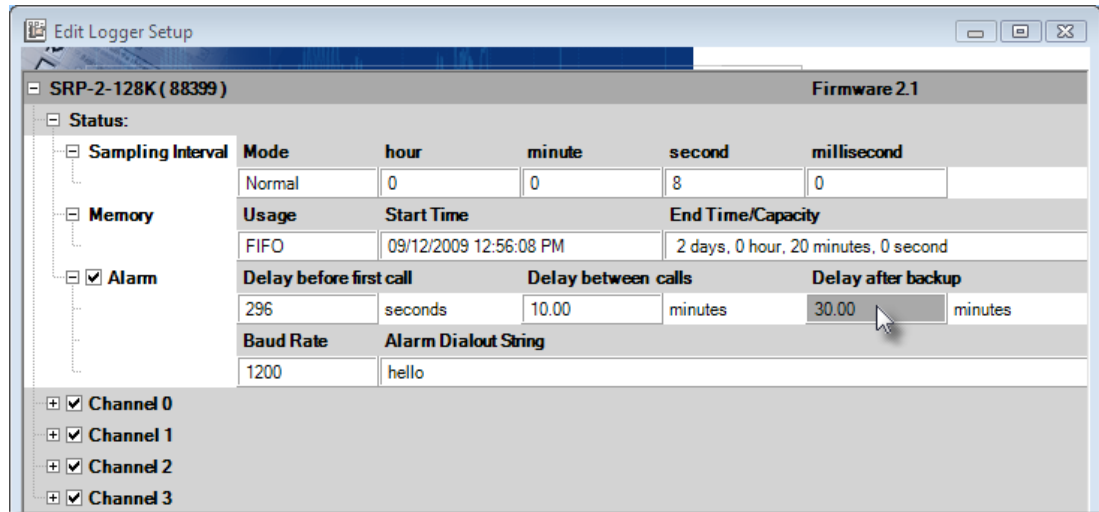 Edit Logger Setup
SRP-2-128K ( 88399 ) Firmware 2.1
Status:
Sampling Interval Mode hour minute second millisecond
Normal 0 0 8 0
Memory Usage Start Time End Time/Capacity
FIFO 09/12/2009 12:56:08 PM 2 days, 0 hour, 20 minutes, 0 second
Alarm Delay before first call Delay between calls Delay after backup
296 seconds 10.00 minutes 30.00 minutes
Baud Rate Alarm Dialout String
1200 hello
Channel 0
Channel 1
Channel 2
Channel 3